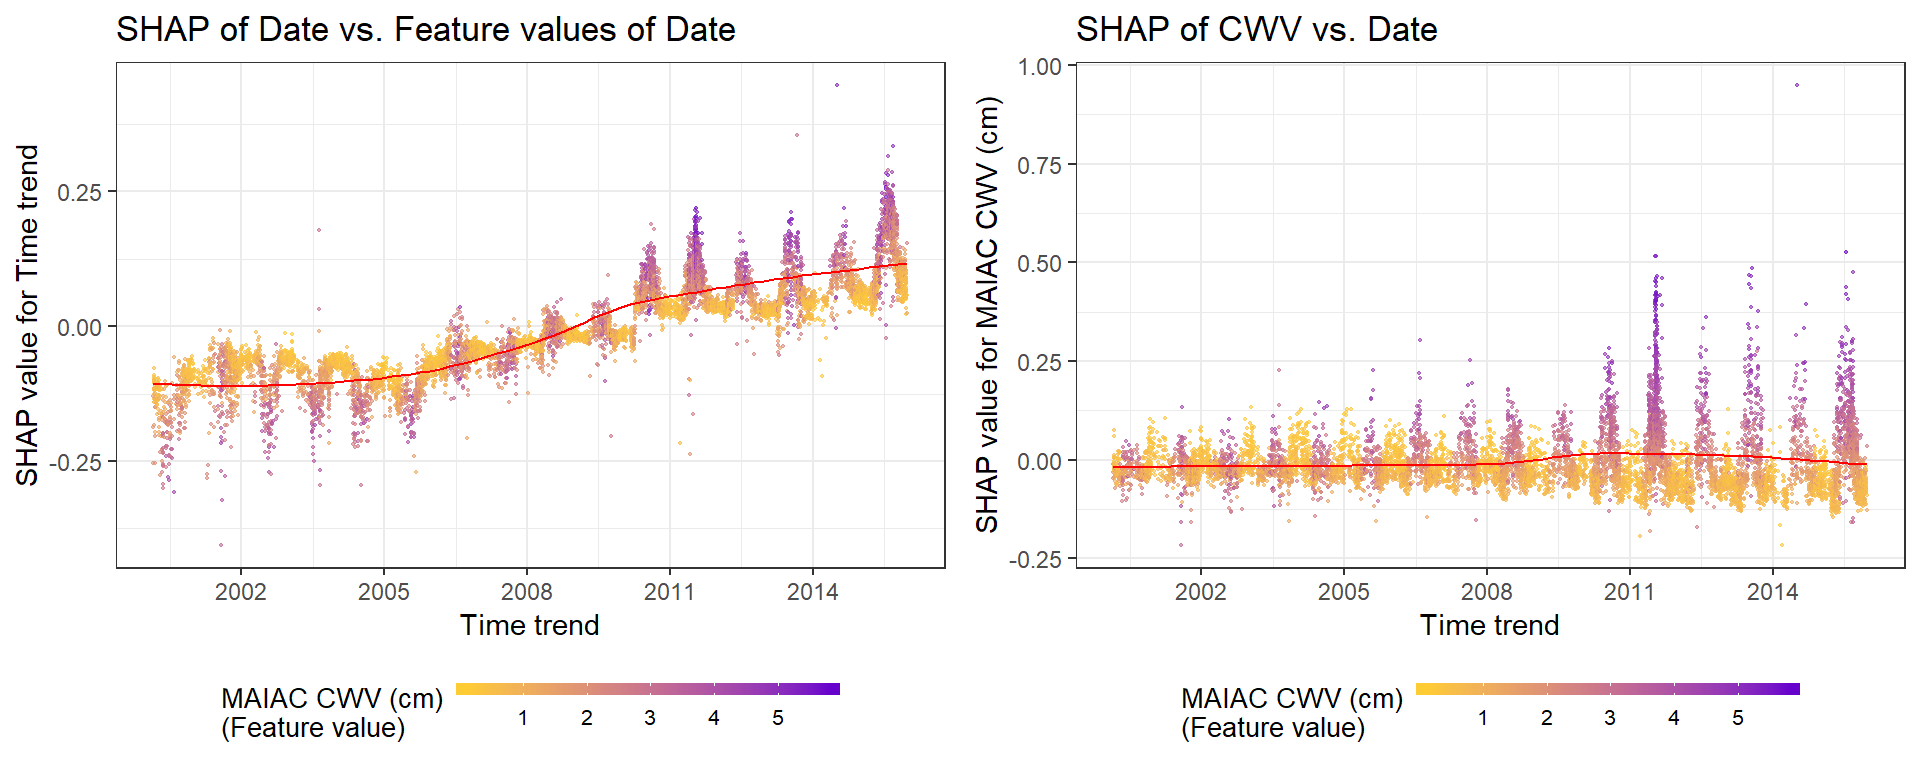 SHAP of Date vs. Feature values of Date
SHAP value for Time trend
0.25
0.00
-0.25
2002 2005 2008 2011 2014
Time trend
MAIAC CWV (cm)
(Feature value)
1 2 3 4 5
SHAP of CWV vs. Date
SHAP value for MAIAC CWV (cm)
1.00
0.75
0.50
0.25
0.00
-0.25
2002 2005 2008 2011 2014
Time trend
MAIAC CWV (cm)
(Feature value)
1 2 3 4 5